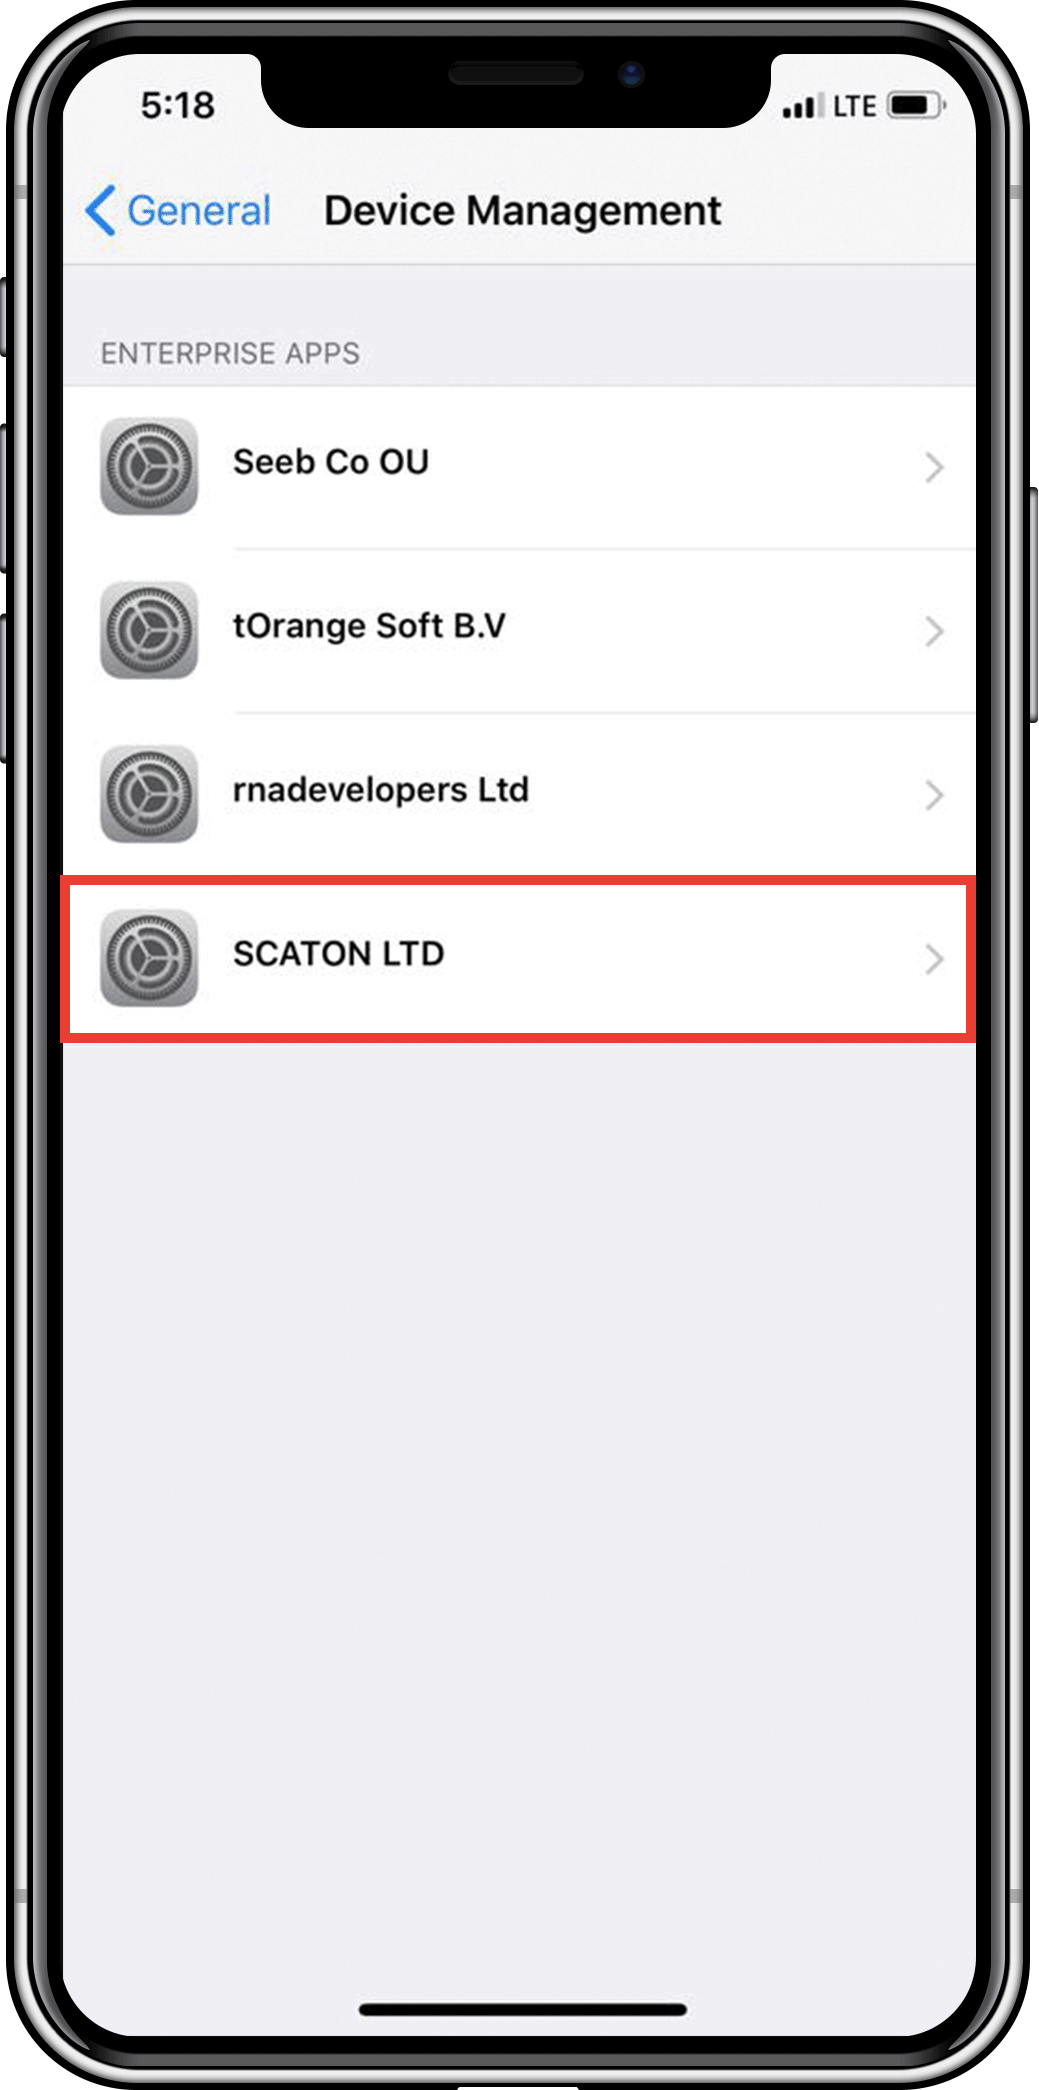 5:18 LTE
General Device Management
ENTERPRISE APPS
Seeb Co OU
tOrange Soft B.V
rnadevelopers Ltd
SCATON LTD